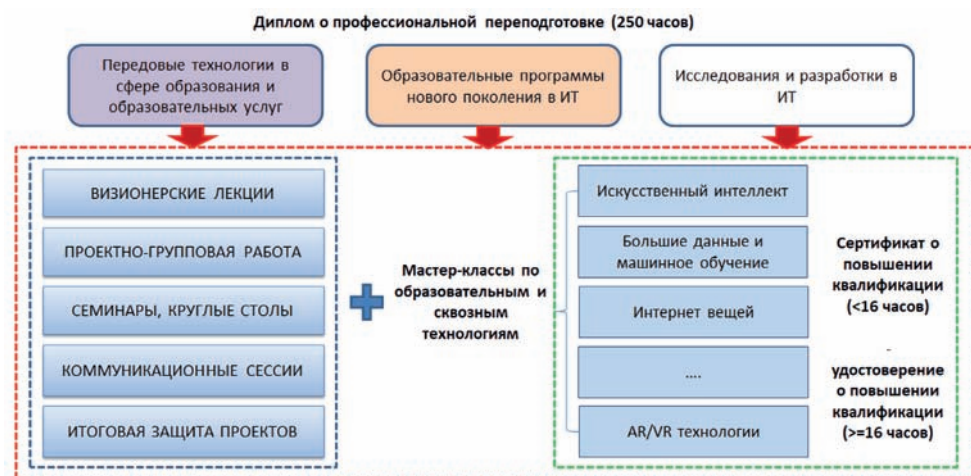 Диплом о профессиональной переподготовке (250 часов)
Передовые технологии в
сфере образования и
образовательных услуг
Образовательные программы
нового поколения в ИТ
Исследования и разработки в
ИТ
ВИЗИОНЕРСКИЕ ЛЕКЦИИ
ПРОЕКТНО-ГРУППОВАЯ РАБОТА
СЕМИНАРЫ, КРУГЛЫЕ СТОЛЫ
КОММУНИКАЦИОННЫЕ СЕССИИ
ИТОГОВАЯ ЗАЩИТА ПРОЕКТОВ
Мастер-классы по
образовательным и
сквозным
технологиям
Искусственный интеллект
Большие данные и
машинное обучение
Интернет вещей
....
AR/VR технологии
Сертификат о
повышении
квалификации
(<16 часов)
-
удостоверение
о повышении
квалификации
(>=16 часов)